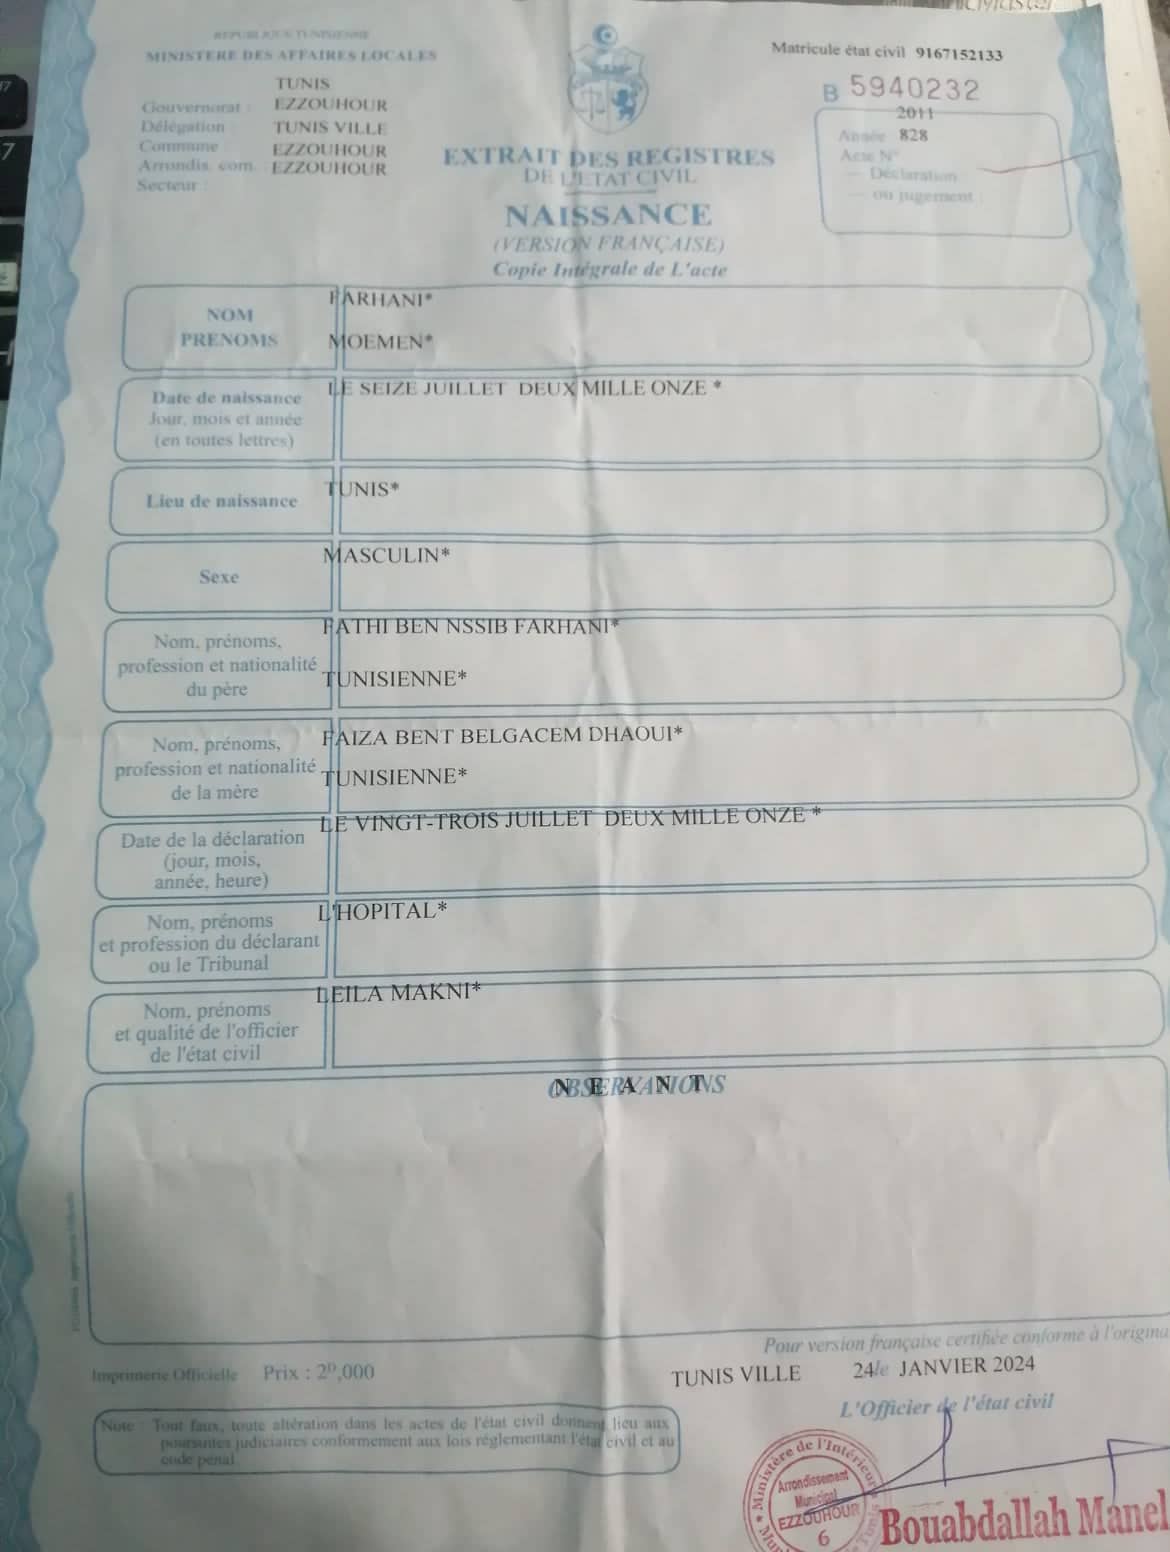 REPUBLIQUE TUNISIENNE
MINISTERE DES AFFAIRES LOCALES
Matricule état civil 9167152133
B 5940232
TUNIS
Gouvernorat : EZZOUHOUR
Délégation : TUNIS VILLE
Commune EZZOUHOUR
Arrondis. com. EZZOUHOUR
Secteur :
2011
Année 828
Acte N°
— Déclaration
— ou jugement :
EXTRAIT DES REGISTRES
DE L'ETAT CIVIL
NAISSANCE
(VERSION FRANÇAISE)
Copie Intégrale de L'acte
NOM
PRENOMS
FARHANI*
MOEMEN*
Date de naissance
Jour, mois et année
(en toutes lettres)
LE SEIZE JUILLET DEUX MILLE ONZE *
Lieu de naissance
TUNIS*
Sexe
MASCULIN*
Nom, prénoms,
profession et nationalité
du père
FATHI BEN NSSIB FARHANI*
TUNISIENNE*
Nom, prénoms,
profession et nationalité
de la mère
FAIZA BENT BELGACEM DHAOUI*
TUNISIENNE*
Date de la déclaration
(jour, mois,
année, heure)
LE VINGT-TROIS JUILLET DEUX MILLE ONZE *
Nom, prénoms
et profession du déclarant
ou le Tribunal
L'HOPITAL*
Nom, prénoms
et qualité de l'officier
de l'état civil
LEILA MAKNI*
OBSERVATIONS
N E A N T
Pour version française certifiée conforme à l'origina
Imprimerie Officielle Prix : 2ᴰ,000
TUNIS VILLE 24 le JANVIER 2024
L'Officier de l'état civil
Note : Tout faux, toute altération dans les actes de l'état civil donnent lieu aux
poursuites judiciaires conformement aux lois réglementant l'état civil et au
code pénal
Ministère de l'Intérieur
Arrondissement
Municipal
EZZOUHOUR
6
Bouabdallah Manel